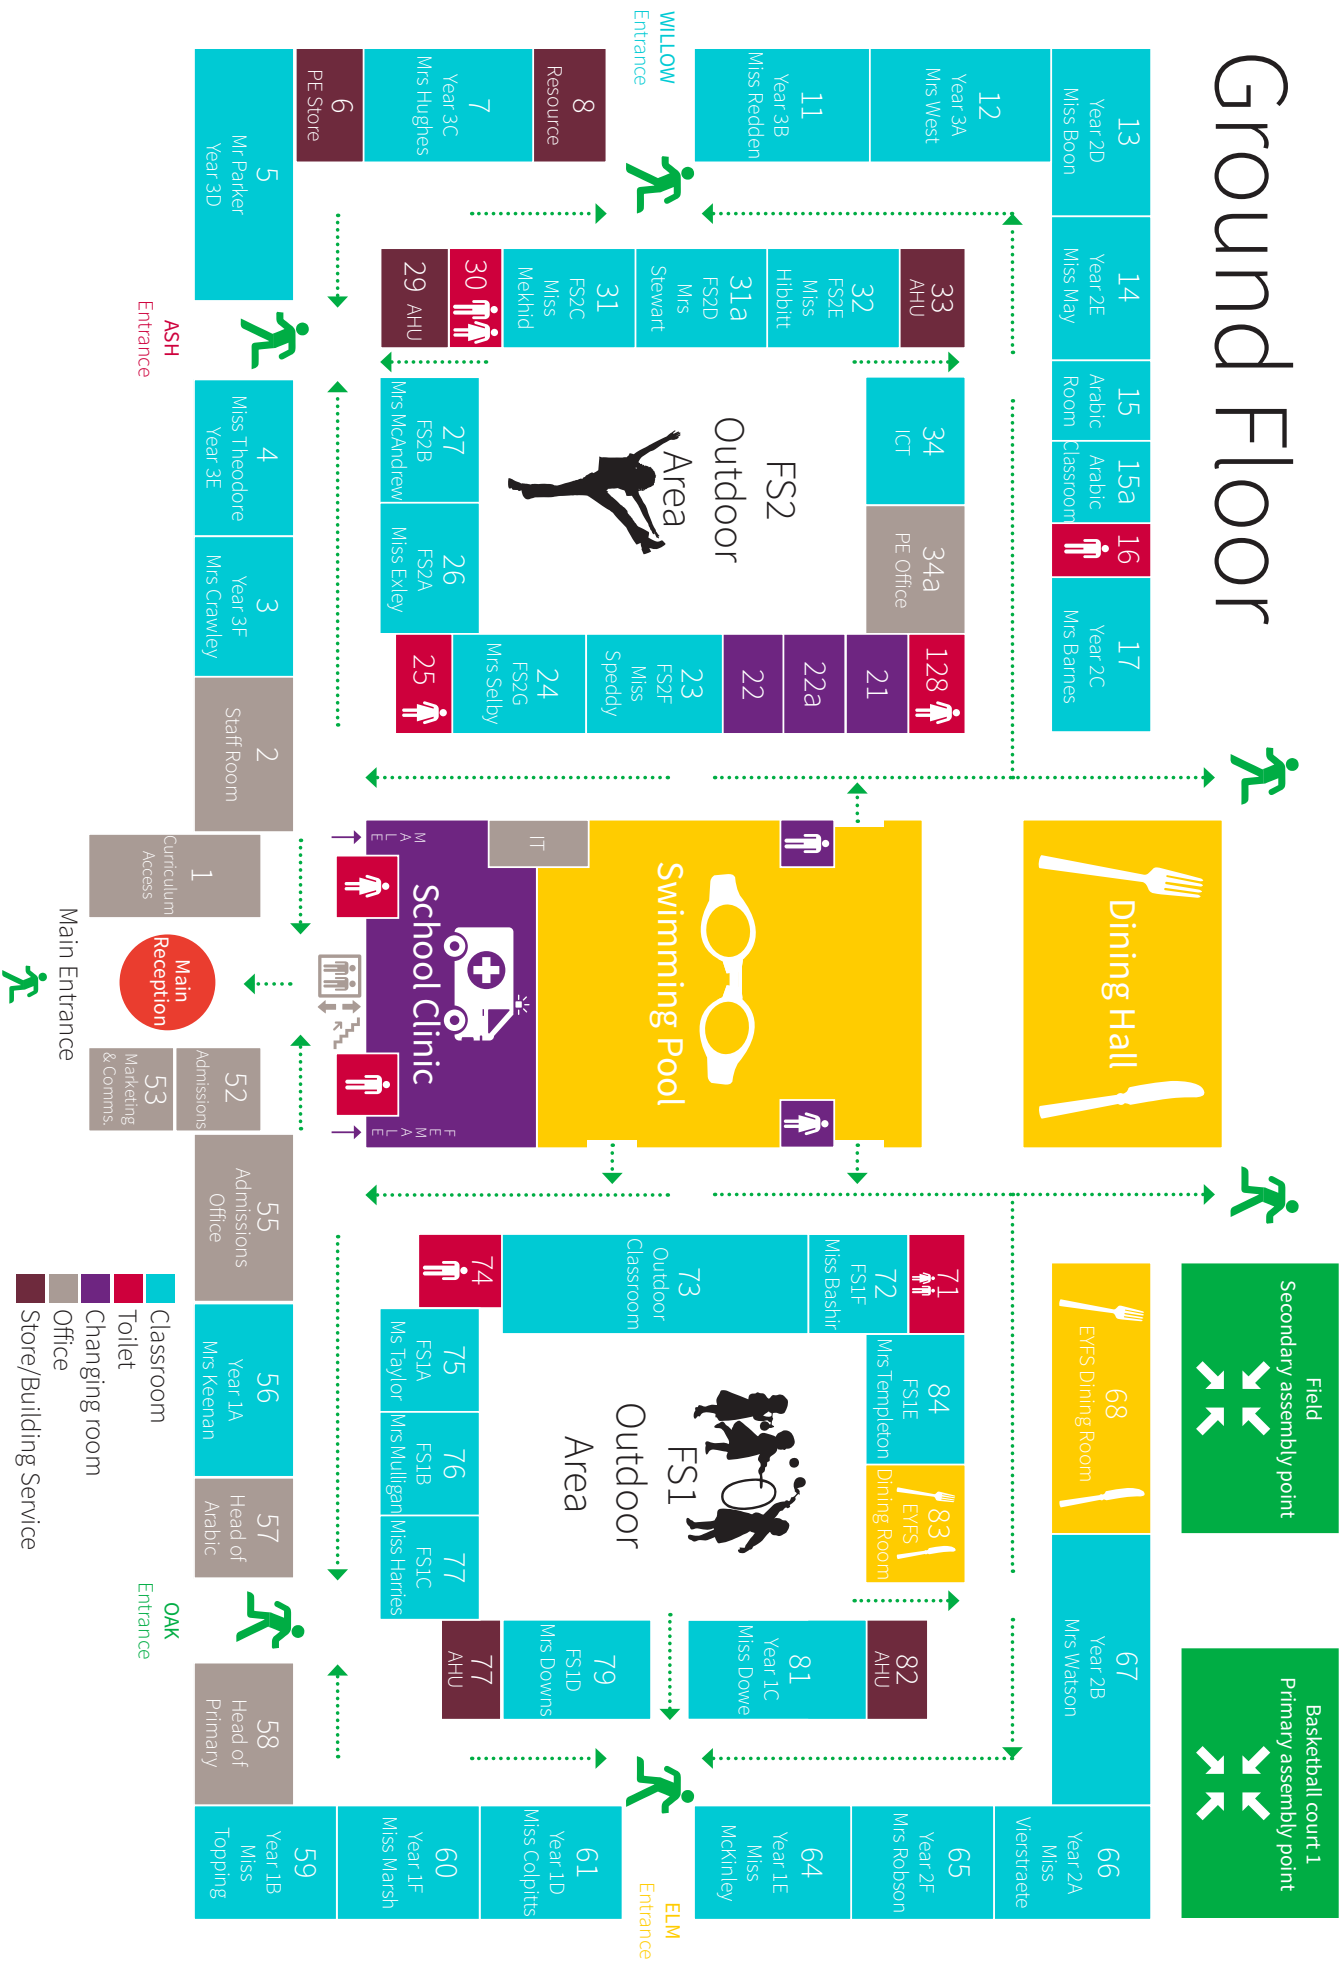 Ground Floor
WILLOW
Entrance
13
Year 2D
Miss Boon
12
Year 3A
Mrs West
11
Year 3B
Miss Redden
8
Resource
7
Year 3C
Mrs Hughes
6
PE Store
5
Mr Parker
Year 3D
14
Year 2E
Miss May
15
Arabic
Room
15a
Arabic
Classroom
16
17
Year 2C
Mrs Barnes
33
AHU
32
FS2E
Miss
Hibbitt
31a
FS2D
Mrs
Stewart
31
FS2C
Miss
Mekhid
30
29
AHU
ASH
Entrance
34
ICT
34a
PE Office
FS2
Outdoor
Area
27
FS2B
Mrs McAndrew
26
FS2A
Miss Exley
4
Miss Theodore
Year 3E
3
Year 3F
Mrs Crawley
128
21
22a
22
23
FS2F
Miss
Speddy
24
FS2G
Mrs Selby
25
2
Staff Room
Dining Hall
Swimming Pool
IT
MALE
School Clinic
FEMALE
1
Curriculum
Access
Main
Reception
Main Entrance
52
Admissions
53
Marketing
& Comms.
55
Admissions
Office
Field
Secondary assembly point
Basketball court 1
Primary assembly point
68
EYFS Dining Room
67
Year 2B
Mrs Watson
71
72
FS1F
Miss Bashir
73
Outdoor
Classroom
74
84
FS1E
Mrs Templeton
83
EYFS
Dining Room
FS1
Outdoor
Area
75
FS1A
Ms Taylor
76
FS1B
Mrs Mulligan
77
FS1C
Miss Harries
56
Year 1A
Mrs Keenan
57
Head of
Arabic
OAK
Entrance
58
Head of
Primary
82
AHU
81
Year 1C
Miss Dowe
79
FS1D
Mrs Downs
77
AHU
66
Year 2A
Miss
Vierstraete
65
Year 2F
Mrs Robson
64
Year 1E
Miss
McKinley
ELM
Entrance
61
Year 1D
Miss Colpitts
60
Year 1F
Miss Marsh
59
Year 1B
Miss
Topping
Classroom
Toilet
Changing room
Office
Store/Building Service